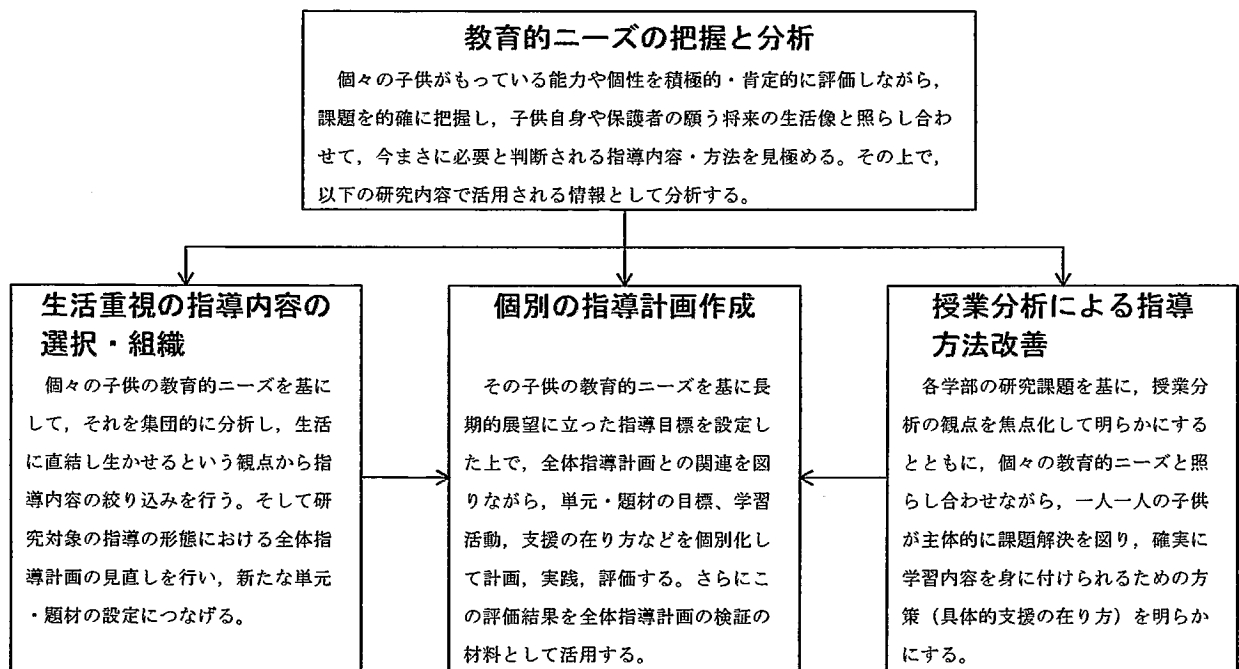 教育的ニーズの把握と分析
個々の子供がもっている能力や個性を積極的・肯定的に評価しながら，
課題を的確に把握し，子供自身や保護者の願う将来の生活像と照らし合わ
せて，今まさに必要と判断される指導内容・方法を見極める。その上で，
以下の研究内容で活用される情報として分析する。
生活重視の指導内容の
選択・組織
個々の子供の教育的ニーズを基に
して，それを集団的に分析し，生活
に直結し生かせるという観点から指
導内容の絞り込みを行う。そして研
究対象の指導の形態における全体指
導計画の見直しを行い，新たな単元
・題材の設定につなげる。
個別の指導計画作成
その子供の教育的ニーズを基に長
期的展望に立った指導目標を設定し
た上で，全体指導計画との関連を図
りながら，単元・題材の目標、学習
活動，支援の在り方などを個別化し
て計画，実践，評価する。さらにこ
の評価結果を全体指導計画の検証の
材料として活用する。
授業分析による指導
方法改善
各学部の研究課題を基に，授業分
析の観点を焦点化して明らかにする
とともに，個々の教育的ニーズと照
らし合わせながら，一人一人の子供
が主体的に課題解決を図り，確実に
学習内容を身に付けられるための方
策（具体的支援の在り方）を明らか
にする。